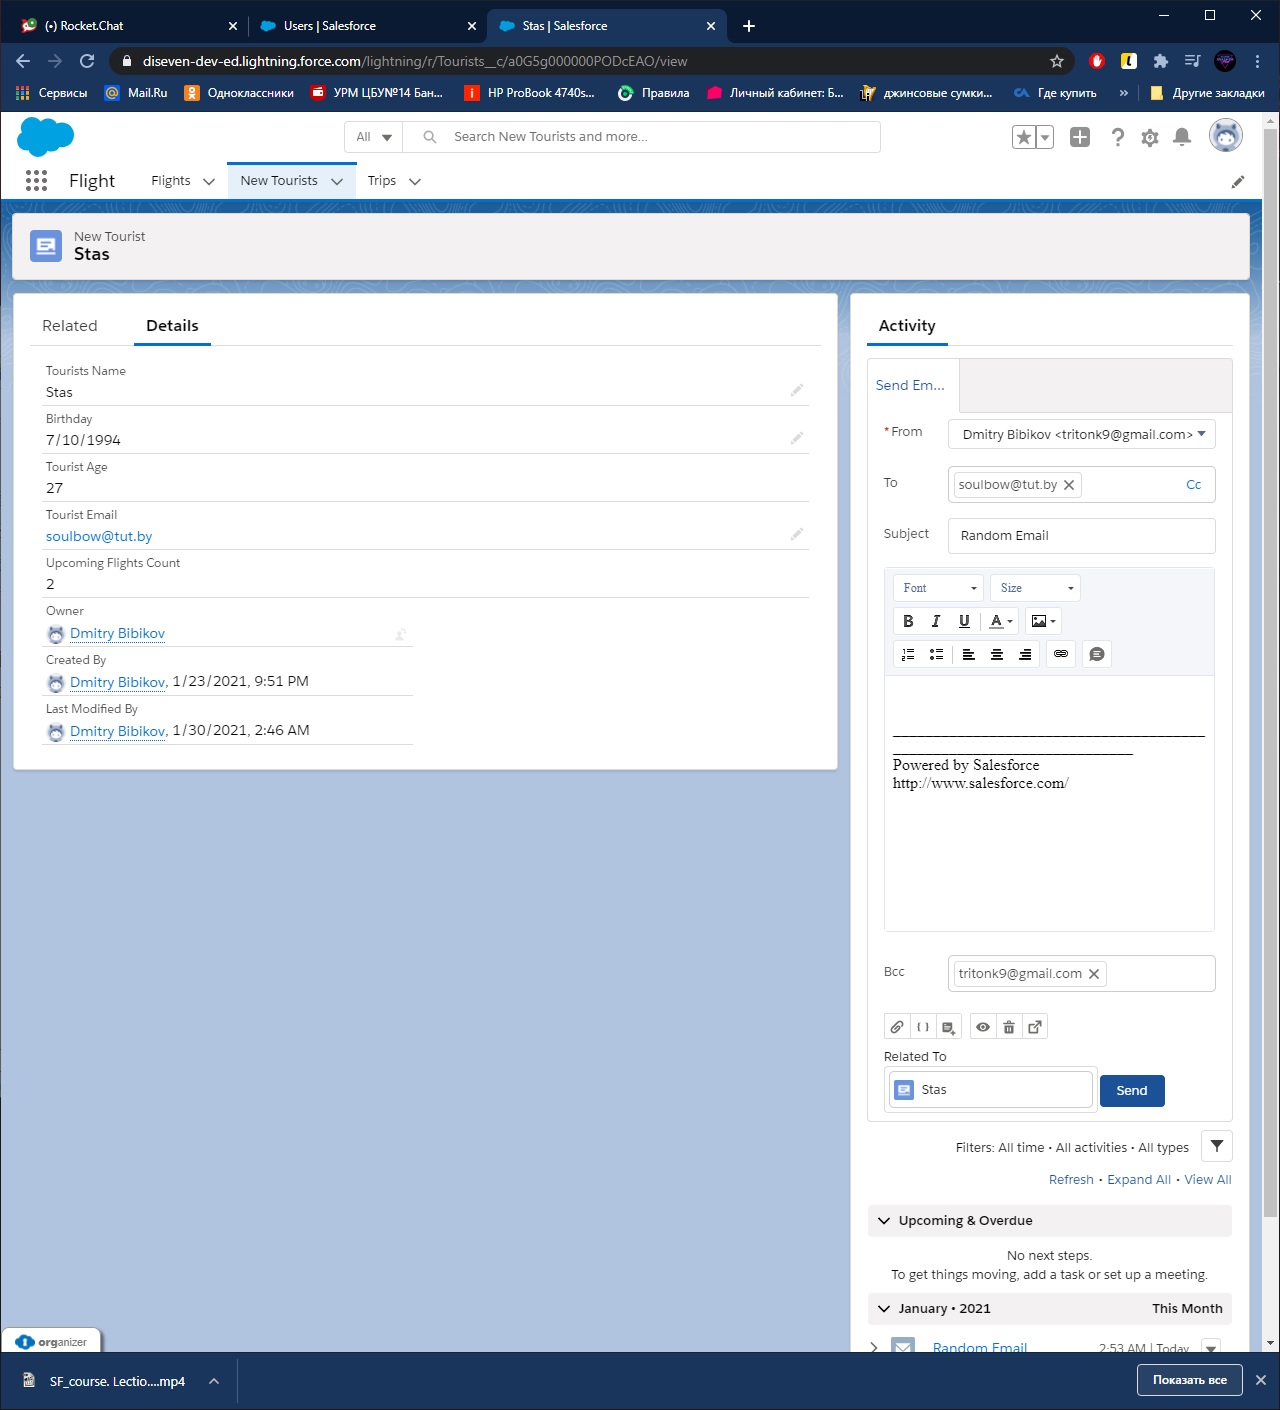 (•) Rocket.Chat
Users | Salesforce
Stas | Salesforce
diseven-dev-ed.lightning.force.com/lightning/r/Tourists__c/a0G5g000000PODcEAO/view
Сервисы
Mail.Ru
Одноклассники
УРМ ЦБУ№14 Бан...
HP ProBook 4740s...
Правила
Личный кабинет: Б...
джинсовые сумки...
Где купить
»
Другие закладки
All
Search New Tourists and more...
Flight
Flights
New Tourists
Trips
New Tourist
Stas
Related
Details
Tourists Name
Stas
Birthday
7/10/1994
Tourist Age
27
Tourist Email
soulbow@tut.by
Upcoming Flights Count
2
Owner
Dmitry Bibikov
Created By
Dmitry Bibikov, 1/23/2021, 9:51 PM
Last Modified By
Dmitry Bibikov, 1/30/2021, 2:46 AM
Activity
Send Em...
*From
Dmitry Bibikov <tritonk9@gmail.com>
To
soulbow@tut.by
Cc
Subject
Random Email
Font
Size
B I U A
Powered by Salesforce
http://www.salesforce.com/
Bcc
tritonk9@gmail.com
Related To
Stas
Send
Filters: All time • All activities • All types
Refresh • Expand All • View All
Upcoming & Overdue
No next steps.
To get things moving, add a task or set up a meeting.
January • 2021
This Month
Random Email
2:53 AM | Today
organizer
SF_course. Lectio....mp4
Показать все